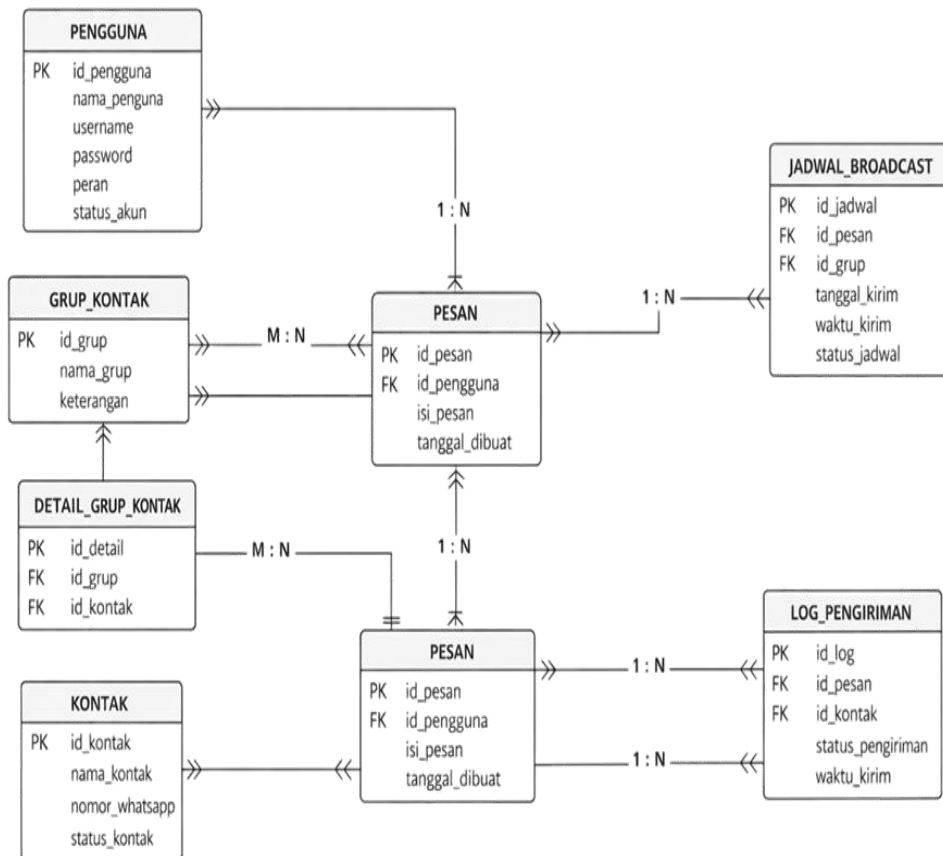 PENGGUNA
PK id_pengguna
nama_penguna
username
password
peran
status_akun
1 : N
JADWAL_BROADCAST
PK id_jadwal
FK id_pesan
FK id_grup
tanggal_kirim
waktu_kirim
status_jadwal
GRUP_KONTAK
PK id_grup
nama_grup
keterangan
M : N
PESAN
PK id_pesan
FK id_pengguna
isi_pesan
tanggal_dibuat
1 : N
DETAIL_GRUP_KONTAK
PK id_detail
FK id_grup
FK id_kontak
M : N
1 : N
PESAN
PK id_pesan
FK id_pengguna
isi_pesan
tanggal_dibuat
LOG_PENGIRIMAN
PK id_log
FK id_pesan
FK id_kontak
status_pengiriman
waktu_kirim
1 : N
1 : N
KONTAK
PK id_kontak
nama_kontak
nomor_whatsapp
status_kontak